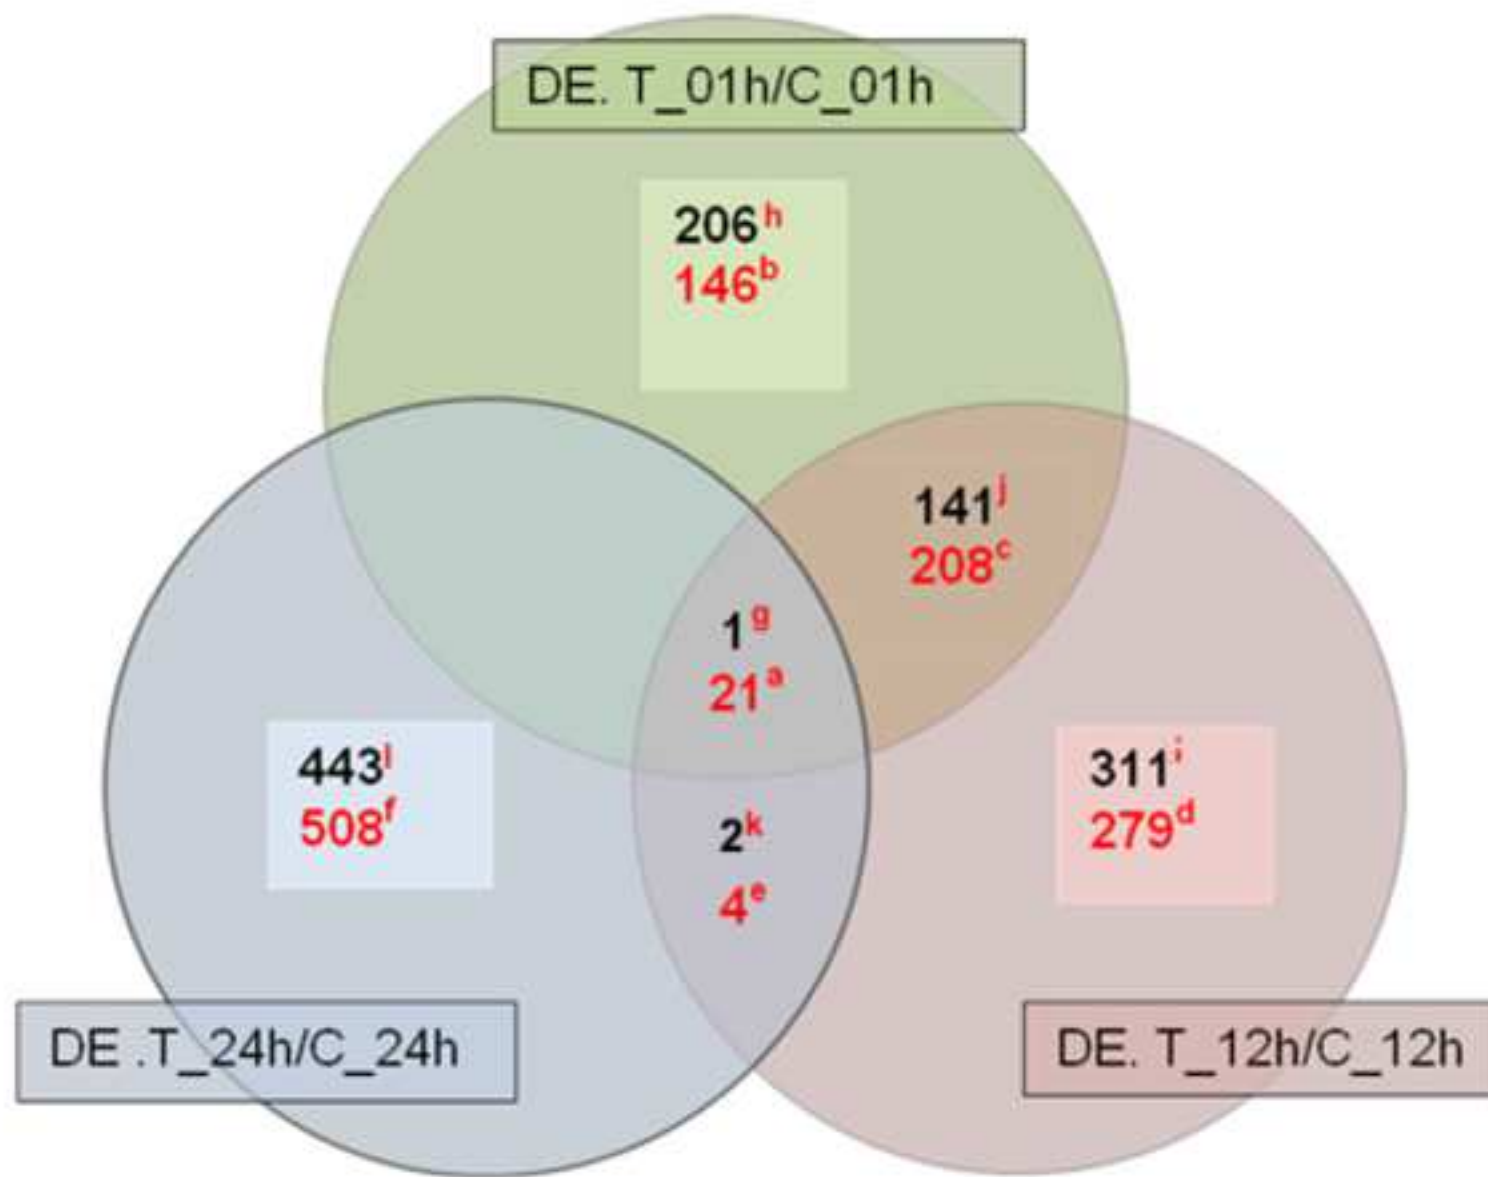 DE. T_01h/C_01h
206h
146b
141j
208c
1g
21a
443l
508f
311i
279d
2k
4e
DE .T_24h/C_24h
DE. T_12h/C_12h